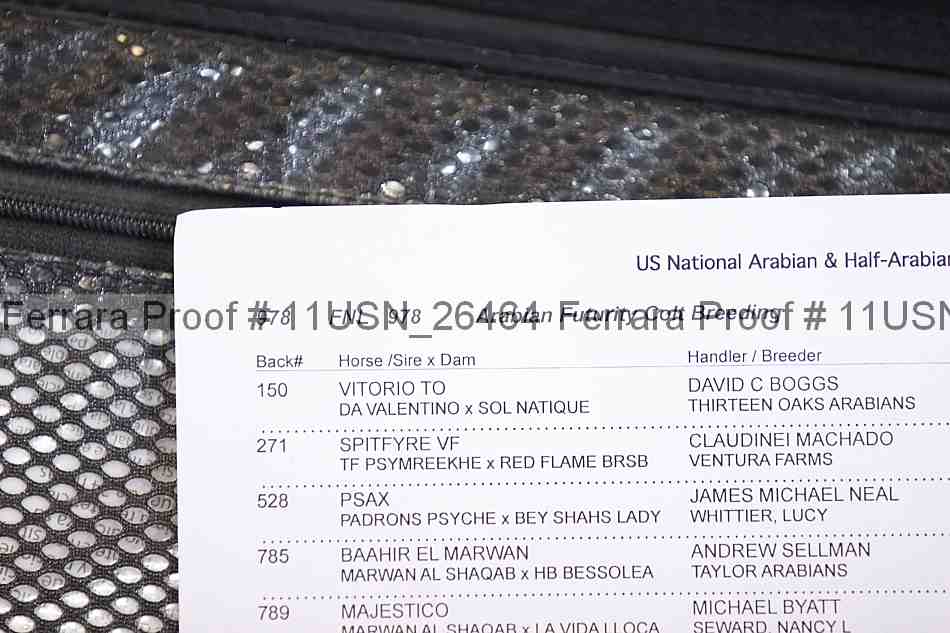 US National Arabian & Half-Arabian
978 FNL 978 Arabian Futurity Colt Breeding
Ferrara Proof # 11USN_26464 Ferrara Proof # 11USN
Back# Horse /Sire x Dam Handler / Breeder
150 VITORIO TO DAVID C BOGGS
DA VALENTINO x SOL NATIQUE THIRTEEN OAKS ARABIANS
271 SPITFYRE VF CLAUDINEI MACHADO
TF PSYMREEKHE x RED FLAME BRSB VENTURA FARMS
528 PSAX JAMES MICHAEL NEAL
PADRONS PSYCHE x BEY SHAHS LADY WHITTIER, LUCY
785 BAAHIR EL MARWAN ANDREW SELLMAN
MARWAN AL SHAQAB x HB BESSOLEA TAYLOR ARABIANS
789 MAJESTICO MICHAEL BYATT
MARWAN AL SHAQAB x LA VIDA LLOCA SEWARD, NANCY L